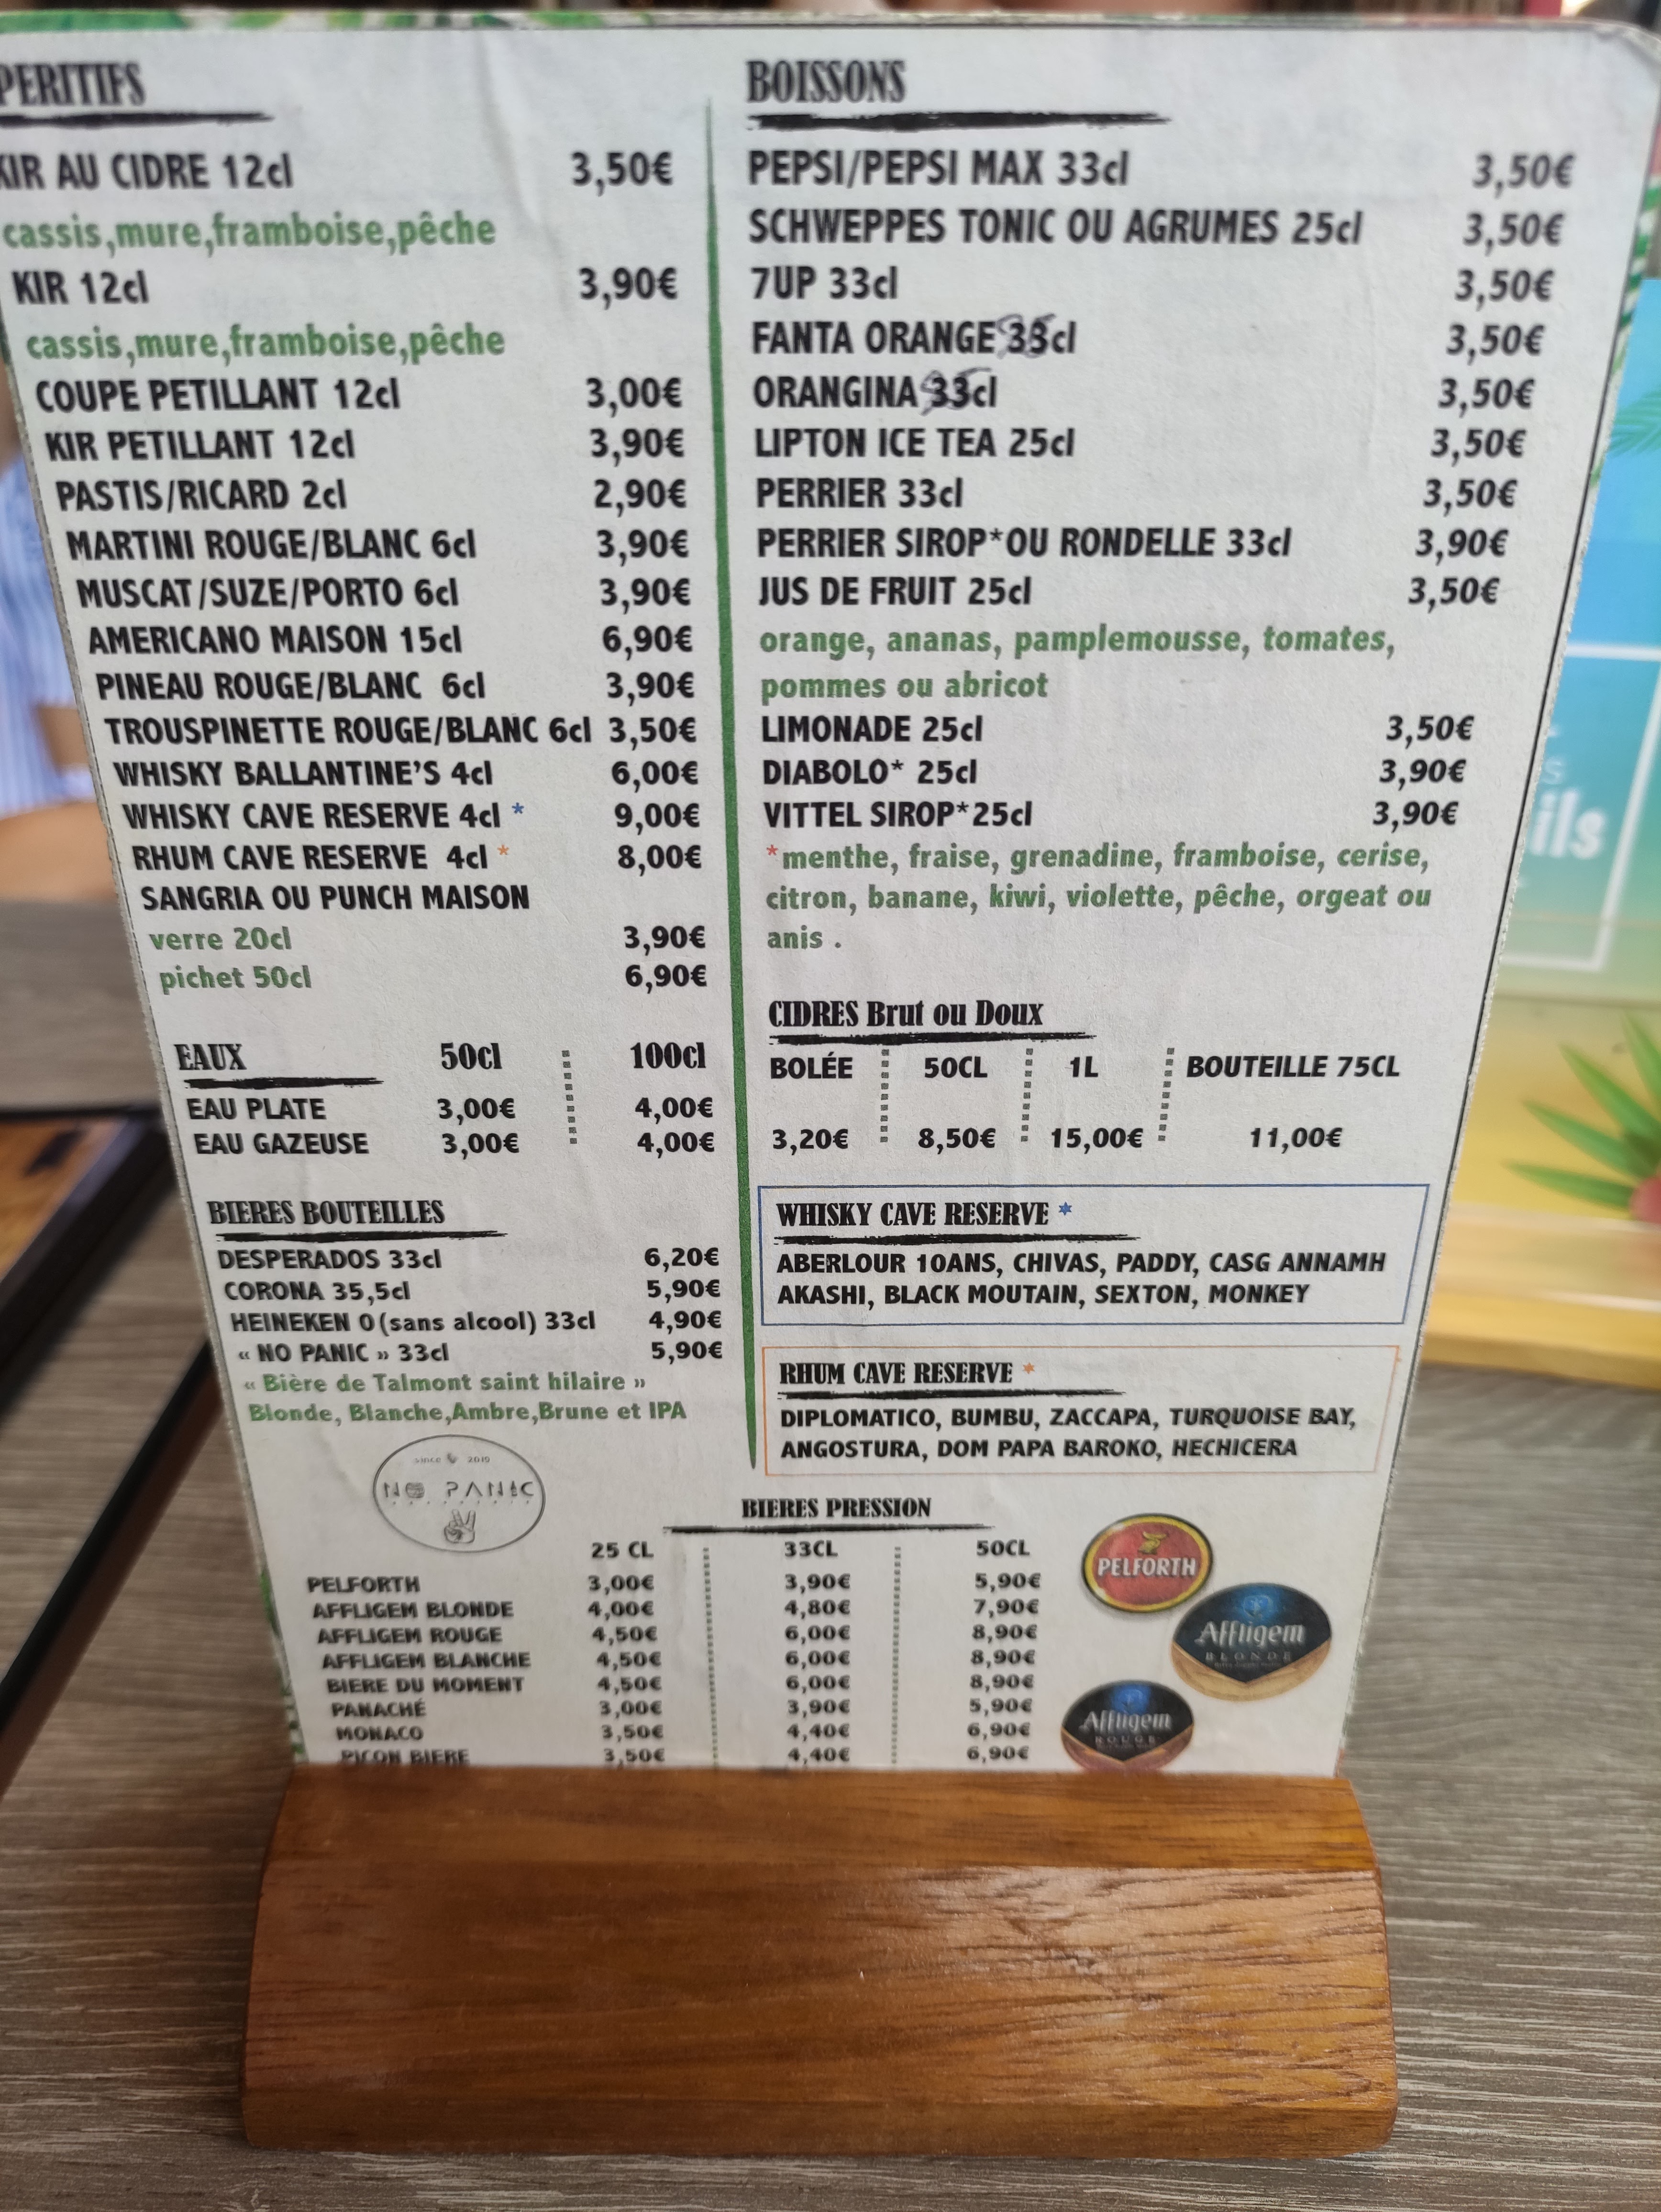 PERITIFS
KIR AU CIDRE 12cl 3,50€
cassis,mure,framboise,pêche
KIR 12cl 3,90€
cassis,mure,framboise,pêche
COUPE PETILLANT 12cl 3,00€
KIR PETILLANT 12cl 3,90€
PASTIS/RICARD 2cl 2,90€
MARTINI ROUGE/BLANC 6cl 3,90€
MUSCAT/SUZE/PORTO 6cl 3,90€
AMERICANO MAISON 15cl 6,90€
PINEAU ROUGE/BLANC 6cl 3,90€
TROUSPINETTE ROUGE/BLANC 6cl 3,50€
WHISKY BALLANTINE'S 4cl 6,00€
WHISKY CAVE RESERVE 4cl * 9,00€
RHUM CAVE RESERVE 4cl * 8,00€
SANGRIA OU PUNCH MAISON
verre 20cl 3,90€
pichet 50cl 6,90€
EAUX 50cl 100cl
EAU PLATE 3,00€ 4,00€
EAU GAZEUSE 3,00€ 4,00€
BIERES BOUTEILLES
DESPERADOS 33cl 6,20€
CORONA 35,5cl 5,90€
HEINEKEN 0 (sans alcool) 33cl 4,90€
« NO PANIC » 33cl 5,90€
« Bière de Talmont saint hilaire »
Blonde, Blanche,Ambre,Brune et IPA
since 2019
NO PANIC
BOISSONS
PEPSI/PEPSI MAX 33cl 3,50€
SCHWEPPES TONIC OU AGRUMES 25cl 3,50€
7UP 33cl 3,50€
FANTA ORANGE 33cl 3,50€
ORANGINA 33cl 3,50€
LIPTON ICE TEA 25cl 3,50€
PERRIER 33cl 3,50€
PERRIER SIROP*OU RONDELLE 33cl 3,90€
JUS DE FRUIT 25cl 3,50€
orange, ananas, pamplemousse, tomates,
pommes ou abricot
LIMONADE 25cl 3,50€
DIABOLO* 25cl 3,90€
VITTEL SIROP*25cl 3,90€
*menthe, fraise, grenadine, framboise, cerise,
citron, banane, kiwi, violette, pêche, orgeat ou
anis .
CIDRES Brut ou Doux
BOLÉE 50CL 1L BOUTEILLE 75CL
3,20€ 8,50€ 15,00€ 11,00€
WHISKY CAVE RESERVE *
ABERLOUR 10ANS, CHIVAS, PADDY, CASG ANNAMH
AKASHI, BLACK MOUTAIN, SEXTON, MONKEY
RHUM CAVE RESERVE *
DIPLOMATICO, BUMBU, ZACCAPA, TURQUOISE BAY,
ANGOSTURA, DOM PAPA BAROKO, HECHICERA
BIERES PRESSION
25 CL 33CL 50CL
PELFORTH 3,00€ 3,90€ 5,90€
AFFLIGEM BLONDE 4,00€ 4,80€ 7,90€
AFFLIGEM ROUGE 4,50€ 6,00€ 8,90€
AFFLIGEM BLANCHE 4,50€ 6,00€ 8,90€
BIERE DU MOMENT 4,50€ 6,00€ 8,90€
PANACHÉ 3,00€ 3,90€ 5,90€
MONACO 3,50€ 4,40€ 6,90€
PICON BIERE 3,50€ 4,40€ 6,90€
PELFORTH
Affligem
BLONDE
Affligem
ROUGE
ils